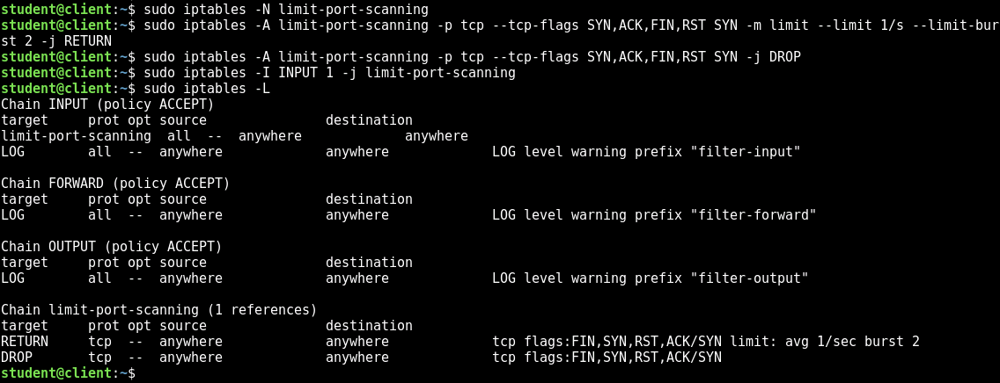 student@client:~$ sudo iptables -N limit-port-scanning
student@client:~$ sudo iptables -A limit-port-scanning -p tcp --tcp-flags SYN,ACK,FIN,RST SYN -m limit --limit 1/s --limit-bur
st 2 -j RETURN
student@client:~$ sudo iptables -A limit-port-scanning -p tcp --tcp-flags SYN,ACK,FIN,RST SYN -j DROP
student@client:~$ sudo iptables -I INPUT 1 -j limit-port-scanning
student@client:~$ sudo iptables -L
Chain INPUT (policy ACCEPT)
target     prot opt source               destination
limit-port-scanning  all  --  anywhere             anywhere
LOG        all  --  anywhere             anywhere             LOG level warning prefix "filter-input"

Chain FORWARD (policy ACCEPT)
target     prot opt source               destination
LOG        all  --  anywhere             anywhere             LOG level warning prefix "filter-forward"

Chain OUTPUT (policy ACCEPT)
target     prot opt source               destination
LOG        all  --  anywhere             anywhere             LOG level warning prefix "filter-output"

Chain limit-port-scanning (1 references)
target     prot opt source               destination
RETURN     tcp  --  anywhere             anywhere             tcp flags:FIN,SYN,RST,ACK/SYN limit: avg 1/sec burst 2
DROP       tcp  --  anywhere             anywhere             tcp flags:FIN,SYN,RST,ACK/SYN
student@client:~$